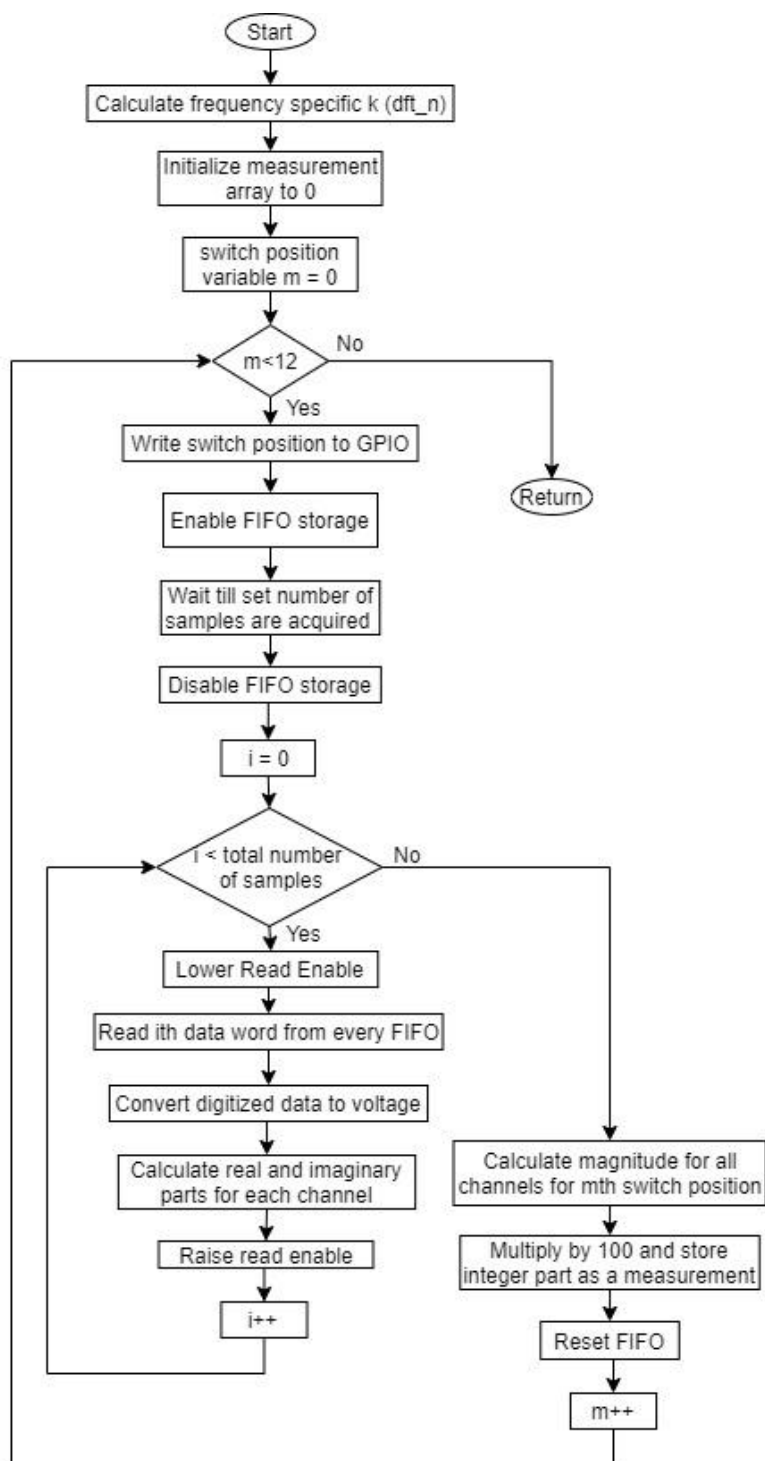 Start
Calculate frequency specific k (dft_n)
Initialize measurement
array to 0
switch position
variable m = 0
m<12
No
Yes
Write switch position to GPIO
Return
Enable FIFO storage
Wait till set number of
samples are acquired
Disable FIFO storage
i = 0
i < total number
of samples
No
Yes
Lower Read Enable
Read ith data word from every FIFO
Convert digitized data to voltage
Calculate real and imaginary
parts for each channel
Raise read enable
i++
Calculate magnitude for all
channels for mth switch position
Multiply by 100 and store
integer part as a measurement
Reset FIFO
m++